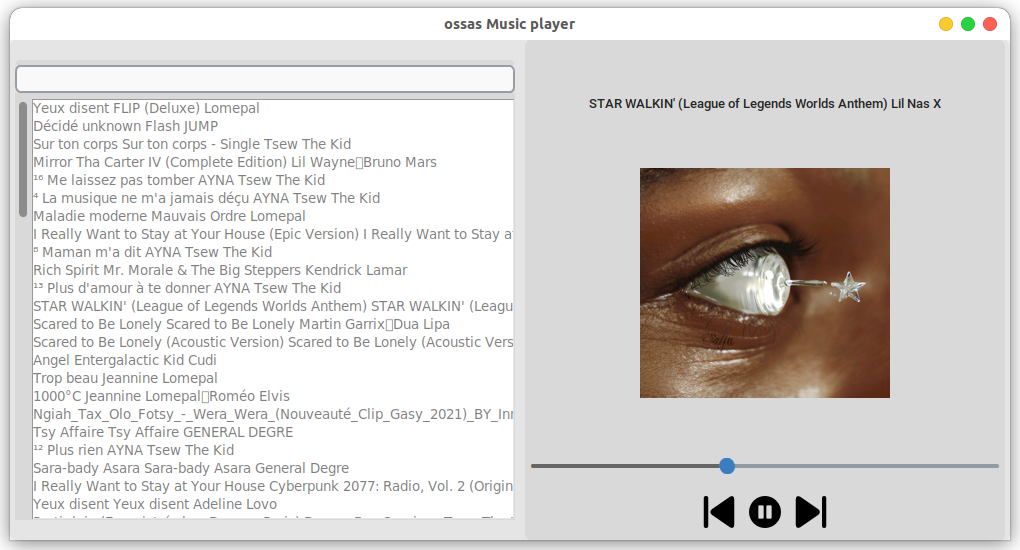 ossas Music player
Yeux disent FLIP (Deluxe) Lomepal
Décidé unknown Flash JUMP
Sur ton corps Sur ton corps - Single Tsew The Kid
Mirror Tha Carter IV (Complete Edition) Lil Wayne▯Bruno Mars
¹⁶ Me laissez pas tomber AYNA Tsew The Kid
⁴ La musique ne m'a jamais déçu AYNA Tsew The Kid
Maladie moderne Mauvais Ordre Lomepal
I Really Want to Stay at Your House (Epic Version) I Really Want to Stay a
⁸ Maman m'a dit AYNA Tsew The Kid
Rich Spirit Mr. Morale & The Big Steppers Kendrick Lamar
¹³ Plus d'amour à te donner AYNA Tsew The Kid
STAR WALKIN' (League of Legends Worlds Anthem) STAR WALKIN' (Leagu
Scared to Be Lonely Scared to Be Lonely Martin Garrix▯Dua Lipa
Scared to Be Lonely (Acoustic Version) Scared to Be Lonely (Acoustic Vers
Angel Entergalactic Kid Cudi
Trop beau Jeannine Lomepal
1000°C Jeannine Lomepal▯Roméo Elvis
Ngiah_Tax_Olo_Fotsy_-_Wera_Wera_(Nouveauté_Clip_Gasy_2021)_BY_Inr
Tsy Affaire Tsy Affaire GENERAL DEGRE
¹² Plus rien AYNA Tsew The Kid
Sara-bady Asara Sara-bady Asara General Degre
I Really Want to Stay at Your House Cyberpunk 2077: Radio, Vol. 2 (Origin
Yeux disent Yeux disent Adeline Lovo
STAR WALKIN' (League of Legends Worlds Anthem) Lil Nas X